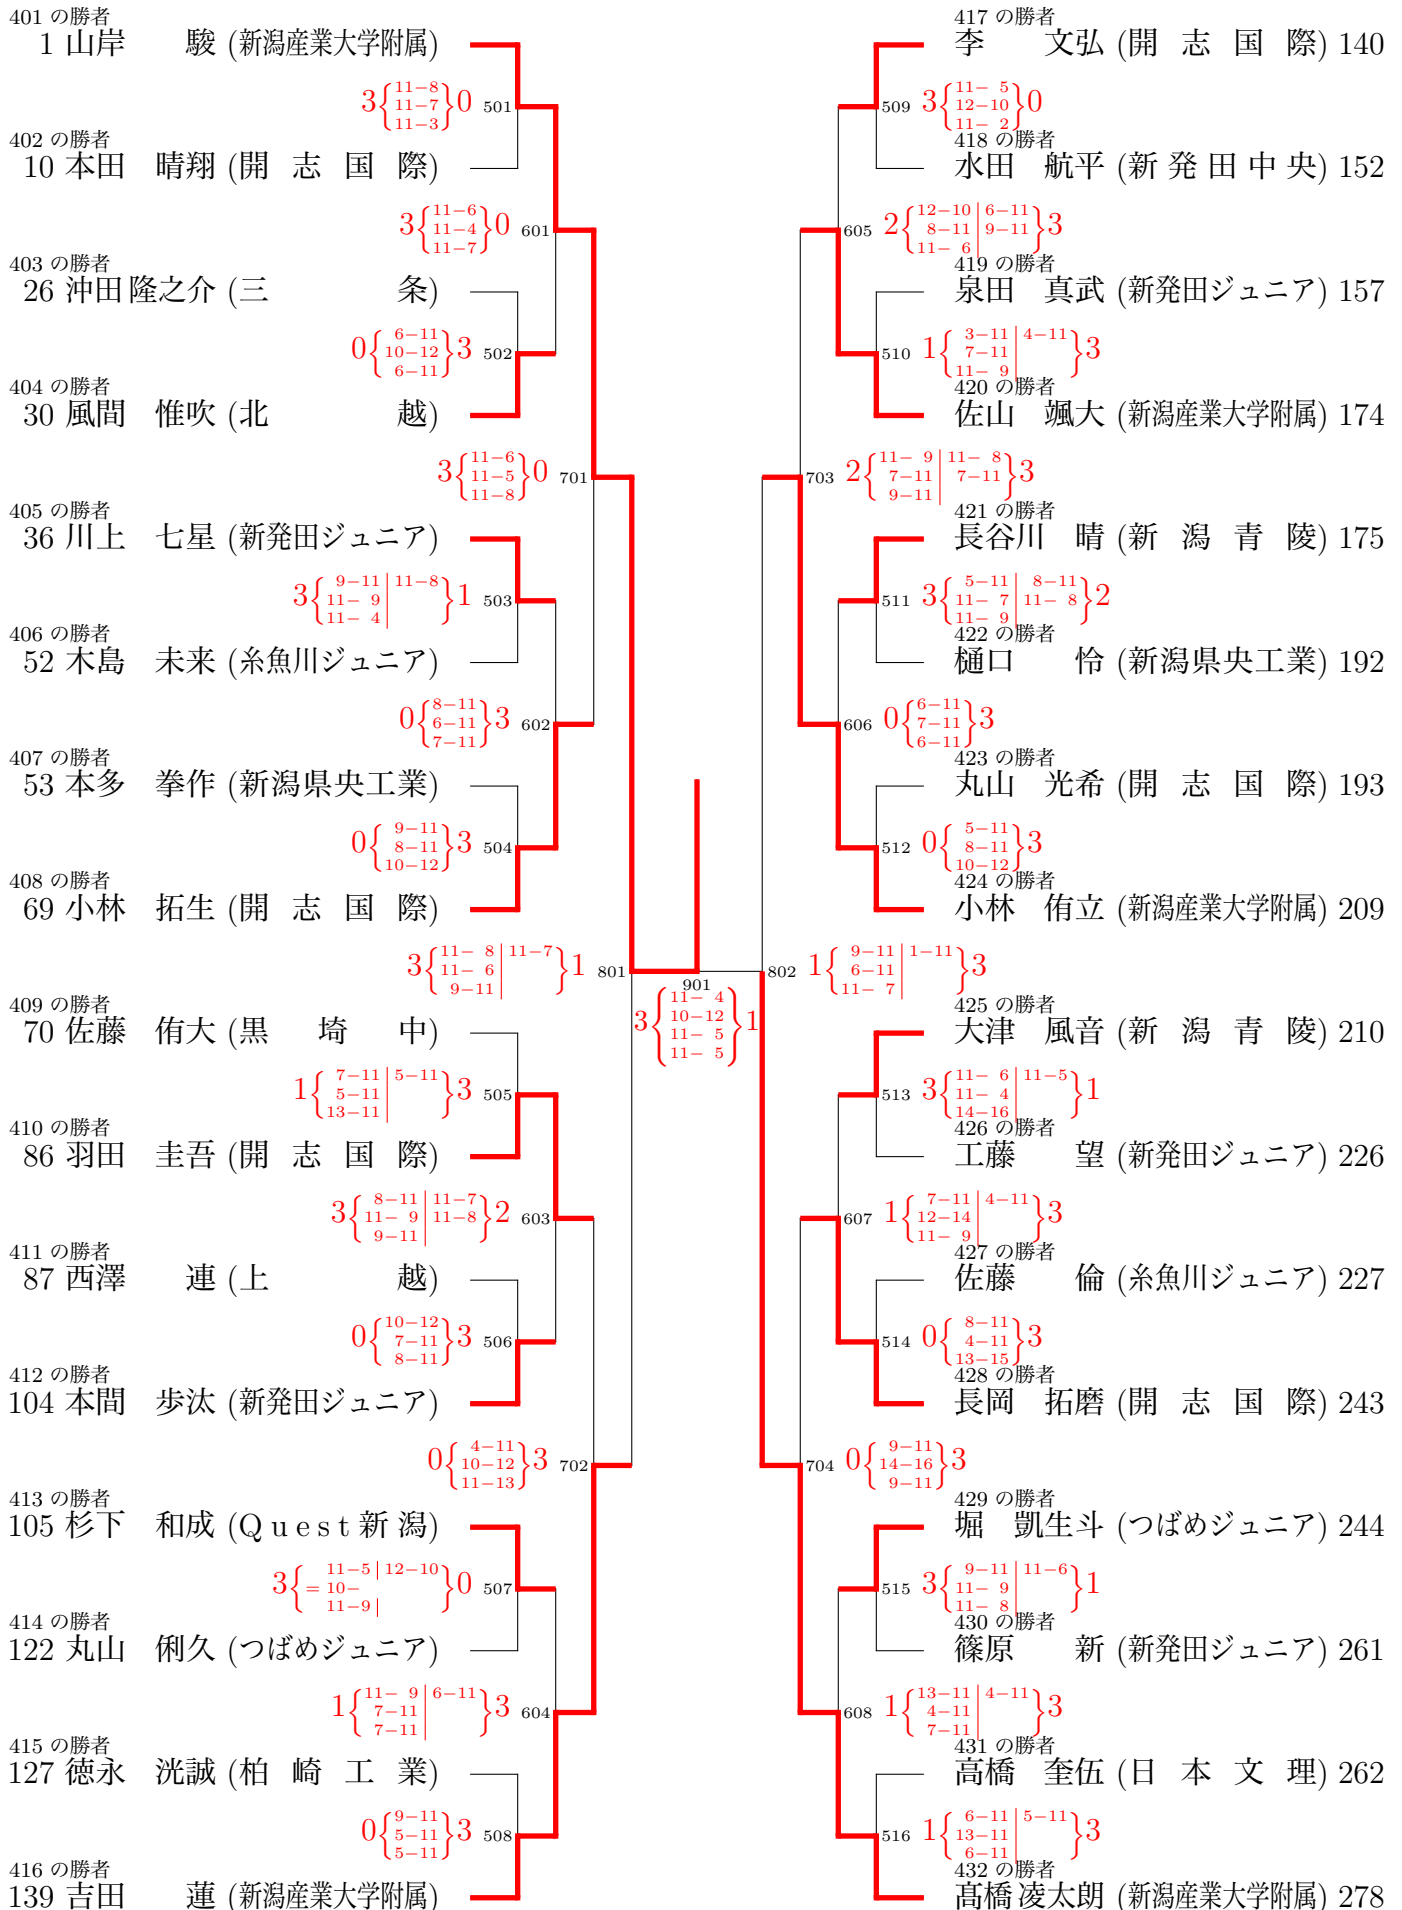 401 の勝者
1 山岸　駿 (新潟産業大学附属)
3 { 11−8 11−7 11−3 } 0 501
402 の勝者
10 本田　晴翔 (開 志 国 際)
3 { 11−6 11−4 11−7 } 0 601
403 の勝者
26 沖田隆之介 (三 条)
0 { 6−11 10−12 6−11 } 3 502
404 の勝者
30 風間　惟吹 (北 越)
3 { 11−6 11−5 11−8 } 0 701
405 の勝者
36 川上　七星 (新発田ジュニア)
3 { 9−11 11− 9 11− 4 | 11−8 } 1 503
406 の勝者
52 木島　未来 (糸魚川ジュニア)
0 { 8−11 6−11 7−11 } 3 602
407 の勝者
53 本多　拳作 (新潟県央工業)
0 { 9−11 8−11 10−12 } 3 504
408 の勝者
69 小林　拓生 (開 志 国 際)
3 { 11− 8 11− 6 9−11 | 11−7 } 1 801
409 の勝者
70 佐藤　侑大 (黒 埼 中)
1 { 7−11 5−11 13−11 | 5−11 } 3 505
410 の勝者
86 羽田　圭吾 (開 志 国 際)
3 { 8−11 11− 9 9−11 | 11−7 11−8 } 2 603
411 の勝者
87 西澤　連 (上 越)
0 { 10−12 7−11 8−11 } 3 506
412 の勝者
104 本間　歩汰 (新発田ジュニア)
0 { 4−11 10−12 11−13 } 3 702
413 の勝者
105 杉下　和成 (Quest新潟)
3 { 11−5 = 10− 11−9 | 12−10 } 0 507
414 の勝者
122 丸山　俐久 (つばめジュニア)
1 { 11− 9 7−11 7−11 | 6−11 } 3 604
415 の勝者
127 徳永　洸誠 (柏 崎 工 業)
0 { 9−11 5−11 5−11 } 3 508
416 の勝者
139 吉田　蓮 (新潟産業大学附属)
901
3 { 11− 4 10−12 11− 5 11− 5 } 1
417 の勝者
李　文弘 (開 志 国 際) 140
509 3 { 11− 5 12−10 11− 2 } 0
418 の勝者
水田　航平 (新 発 田 中 央) 152
605 2 { 12−10 8−11 11− 6 | 6−11 9−11 } 3
419 の勝者
泉田　真武 (新発田ジュニア) 157
510 1 { 3−11 7−11 11− 9 | 4−11 } 3
420 の勝者
佐山　颯大 (新潟産業大学附属) 174
703 2 { 11− 9 7−11 9−11 | 11− 8 7−11 } 3
421 の勝者
長谷川　晴 (新 潟 青 陵) 175
511 3 { 5−11 11− 7 11− 9 | 8−11 11− 8 } 2
422 の勝者
樋口　怜 (新潟県央工業) 192
606 0 { 6−11 7−11 6−11 } 3
423 の勝者
丸山　光希 (開 志 国 際) 193
512 0 { 5−11 8−11 10−12 } 3
424 の勝者
小林　侑立 (新潟産業大学附属) 209
802 1 { 9−11 6−11 11− 7 | 1−11 } 3
425 の勝者
大津　風音 (新 潟 青 陵) 210
513 3 { 11− 6 11− 4 14−16 | 11−5 } 1
426 の勝者
工藤　望 (新発田ジュニア) 226
607 1 { 7−11 12−14 11− 9 | 4−11 } 3
427 の勝者
佐藤　倫 (糸魚川ジュニア) 227
514 0 { 8−11 4−11 13−15 } 3
428 の勝者
長岡　拓磨 (開 志 国 際) 243
704 0 { 9−11 14−16 9−11 } 3
429 の勝者
堀　凱生斗 (つばめジュニア) 244
515 3 { 9−11 11− 9 11− 8 | 11−6 } 1
430 の勝者
篠原　新 (新発田ジュニア) 261
608 1 { 13−11 4−11 7−11 | 4−11 } 3
431 の勝者
高橋　奎伍 (日 本 文 理) 262
516 1 { 6−11 13−11 6−11 | 5−11 } 3
432 の勝者
髙橋凌太朗 (新潟産業大学附属) 278